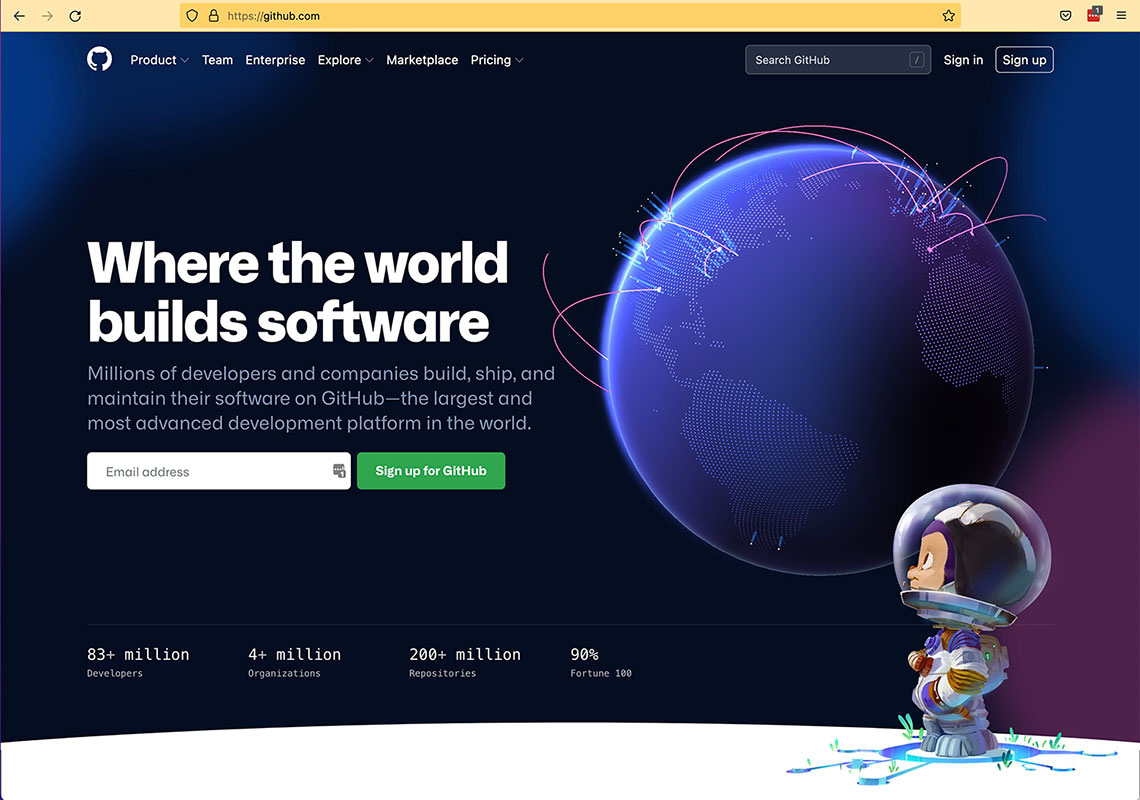 https://github.com
1
Product Team Enterprise Explore Marketplace Pricing
Search GitHub /
Sign in
Sign up
Where the world
builds software
Millions of developers and companies build, ship, and
maintain their software on GitHub—the largest and
most advanced development platform in the world.
Email address
1
Sign up for GitHub
83+ million
Developers
4+ million
Organizations
200+ million
Repositories
90%
Fortune 100